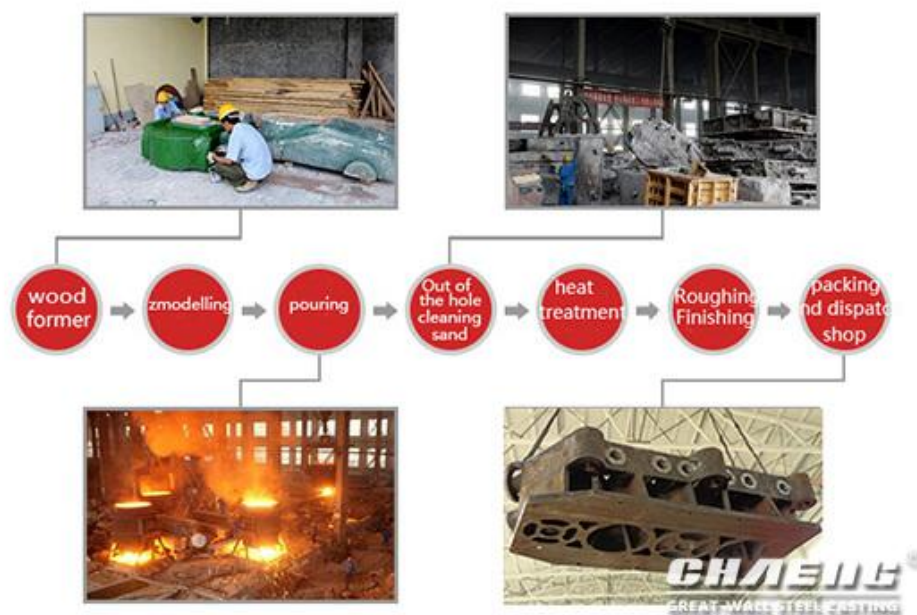 wood
former
zmodelling
pouring
Out of
the hole
cleaning
sand
heat
treatment
Roughing
Finishing
packing
nd dispatc
shop
CHAENG
GREAT WALL STEEL CASTING